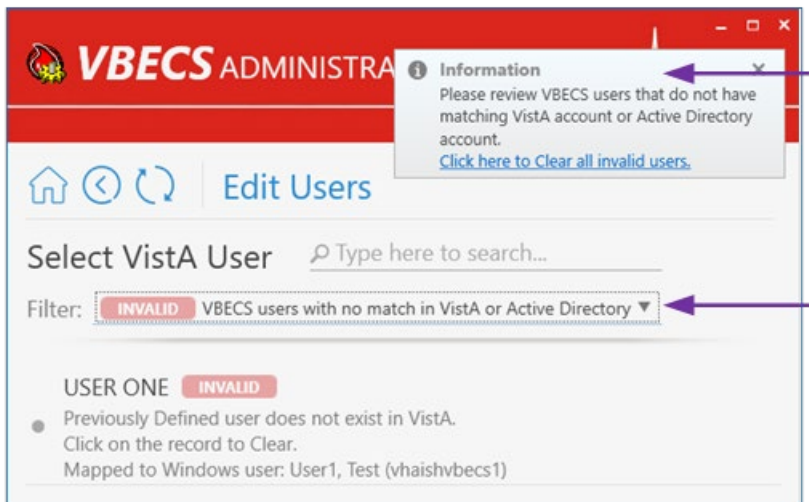 VBECS ADMINISTRA
Information
Please review VBECS users that do not have
matching VistA account or Active Directory
account.
Click here to Clear all invalid users.
Edit Users
Select VistA User Type here to search...
Filter: INVALID VBECS users with no match in VistA or Active Directory
USER ONE INVALID
Previously Defined user does not exist in VistA.
Click on the record to Clear.
Mapped to Windows user: User1, Test (vhaishvbecs1)